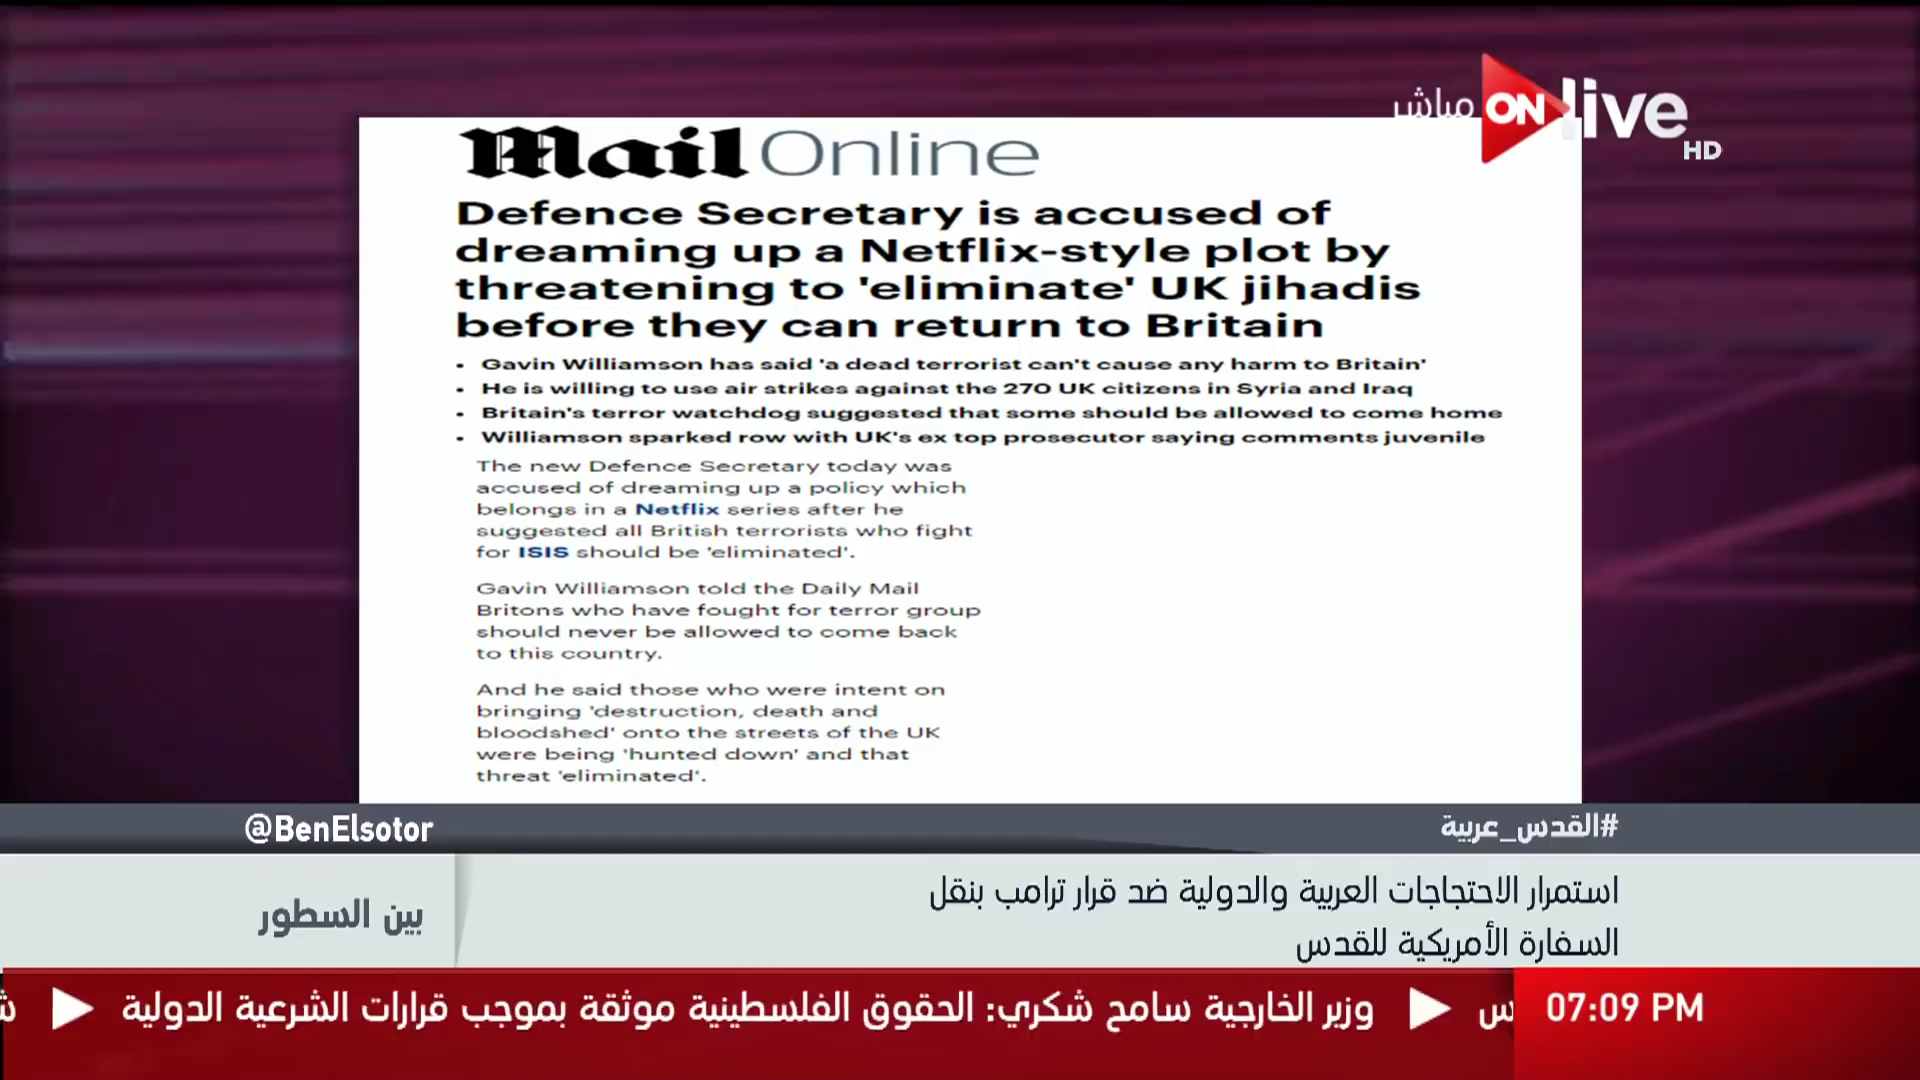 مباشر ON live
HD
Mail Online
Defence Secretary is accused of
dreaming up a Netflix-style plot by
threatening to 'eliminate' UK jihadis
before they can return to Britain
• Gavin Williamson has said 'a dead terrorist can't cause any harm to Britain'
• He is willing to use air strikes against the 270 UK citizens in Syria and Iraq
• Britain's terror watchdog suggested that some should be allowed to come home
• Williamson sparked row with UK's ex top prosecutor saying comments juvenile
The new Defence Secretary today was
accused of dreaming up a policy which
belongs in a Netflix series after he
suggested all British terrorists who fight
for ISIS should be 'eliminated'.
Gavin Williamson told the Daily Mail
Britons who have fought for terror group
should never be allowed to come back
to this country.
And he said those who were intent on
bringing 'destruction, death and
bloodshed' onto the streets of the UK
were being 'hunted down' and that
threat 'eliminated'.
@BenElsotor
#القدس_عربية
استمرار الاحتجاجات العربية والدولية ضد قرار ترامب بنقل
السفارة الأمريكية للقدس
بين السطور
وزير الخارجية سامح شكري: الحقوق الفلسطينية موثقة بموجب قرارات الشرعية الدولية
07:09 PM